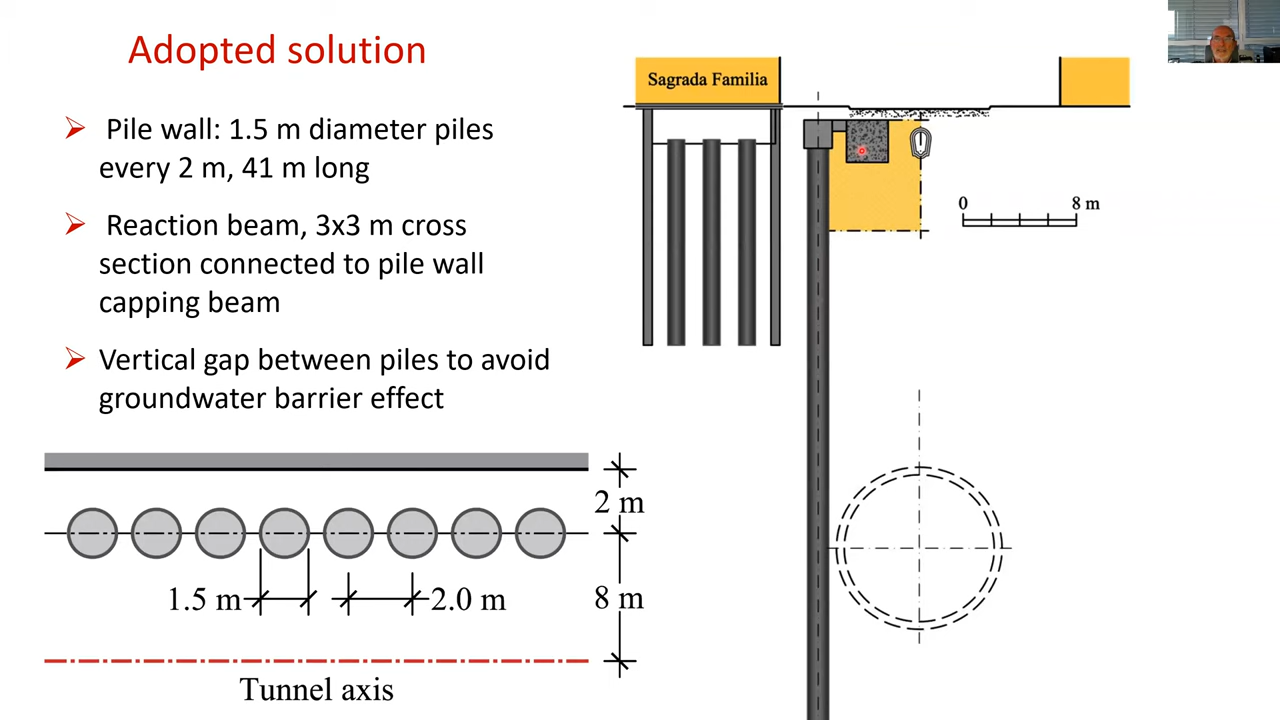 Adopted solution
Pile wall: 1.5 m diameter piles
every 2 m, 41 m long
Reaction beam, 3x3 m cross
section connected to pile wall
capping beam
Vertical gap between piles to avoid
groundwater barrier effect
Sagrada Familia
0 8 m
2 m
1.5 m 2.0 m
8 m
Tunnel axis